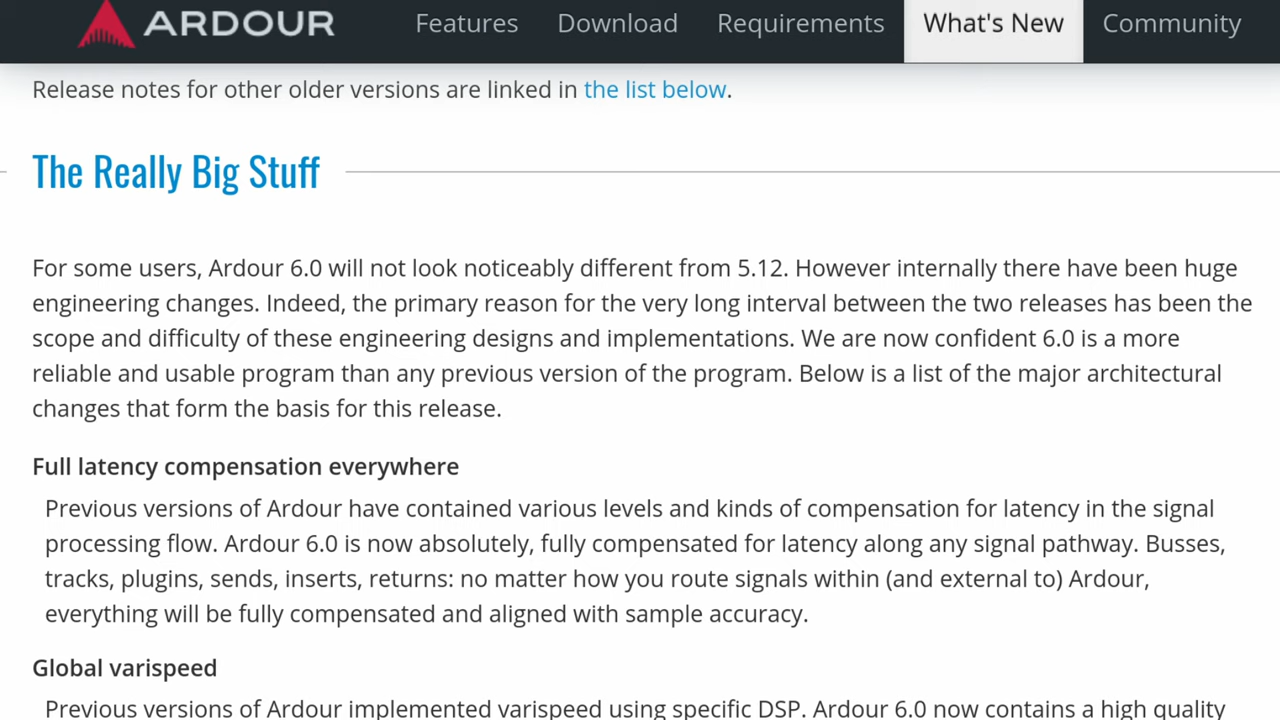 ARDOUR Features Download Requirements What's New Community
Release notes for other older versions are linked in the list below.
The Really Big Stuff
For some users, Ardour 6.0 will not look noticeably different from 5.12. However internally there have been huge
engineering changes. Indeed, the primary reason for the very long interval between the two releases has been the
scope and difficulty of these engineering designs and implementations. We are now confident 6.0 is a more
reliable and usable program than any previous version of the program. Below is a list of the major architectural
changes that form the basis for this release.
Full latency compensation everywhere
Previous versions of Ardour have contained various levels and kinds of compensation for latency in the signal
processing flow. Ardour 6.0 is now absolutely, fully compensated for latency along any signal pathway. Busses,
tracks, plugins, sends, inserts, returns: no matter how you route signals within (and external to) Ardour,
everything will be fully compensated and aligned with sample accuracy.
Global varispeed
Previous versions of Ardour implemented varispeed using specific DSP. Ardour 6.0 now contains a high quality